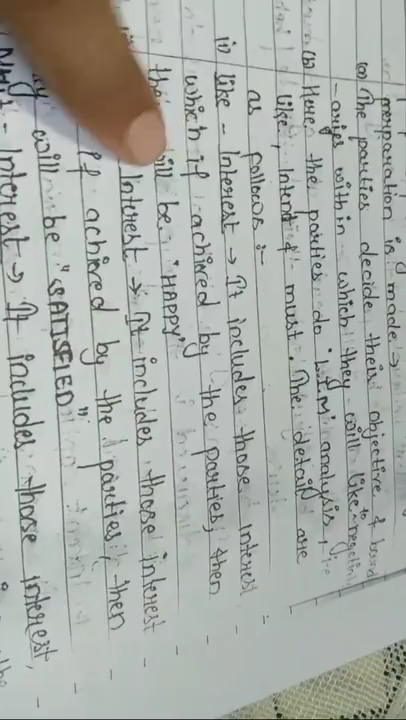 preparation is made →
(a) The parties decide their objective & bound
-aries within which they will like to negotiate
(b) Here the parties do L.I.M analysis i.e
like, Intend & must. The detail are
as follows :-
i) Like - Interest → It includes those interest
which if achieved by the parties, then
the will be "HAPPY"
Interest → It includes those interest
If achieved by the parties, then
will be "SATISFIED"
Interest → It includes those interest,